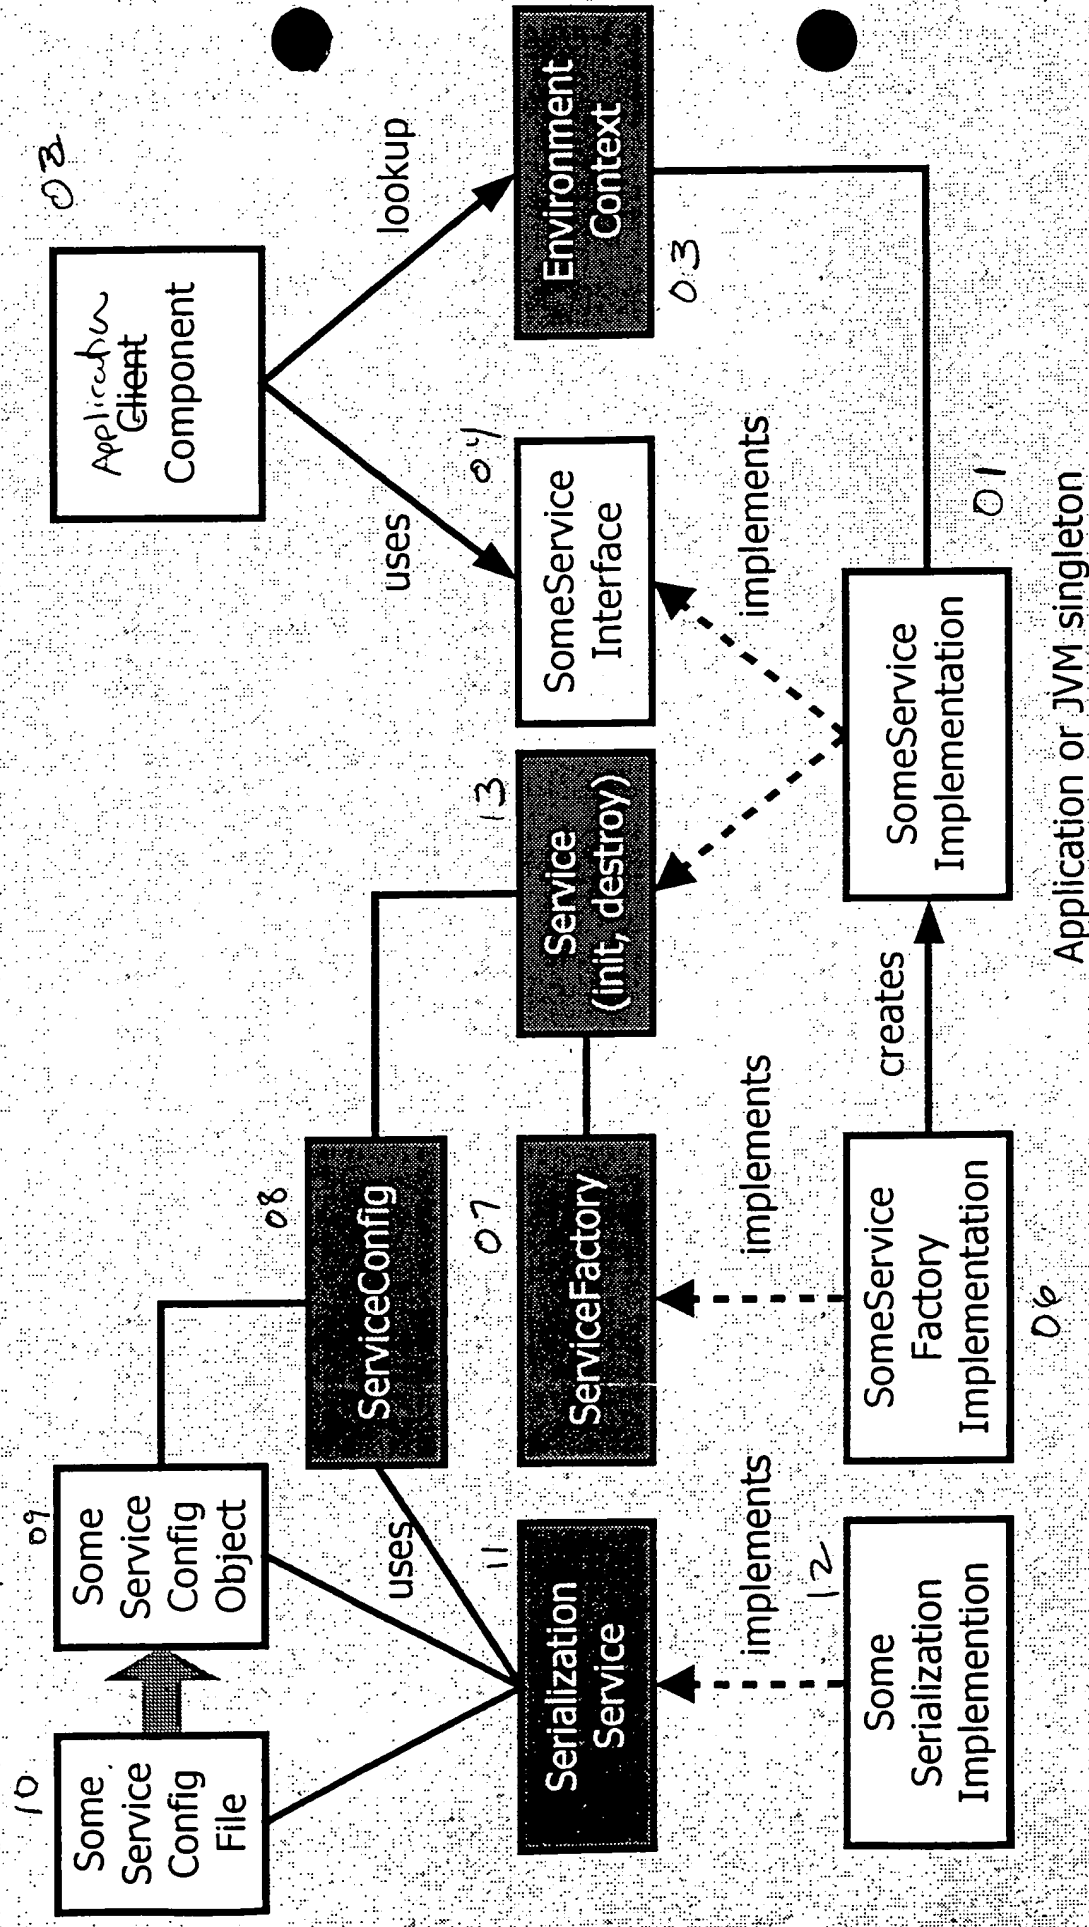 10
Some
Service
Config
File
09
Some
Service
Config
Object
Application
Client
Component
08
ServiceConfig
uses
uses
lookup
11
Serialization
Service
07
ServiceFactory
13
Service
(init, destroy)
04
SomeService
Interface
Environment
Context
03
implements
implements
implements
12
Some
Serialization
Implemention
SomeService
Factory
Implementation
06
creates
SomeService
Implementation
01
Application or JVM singleton